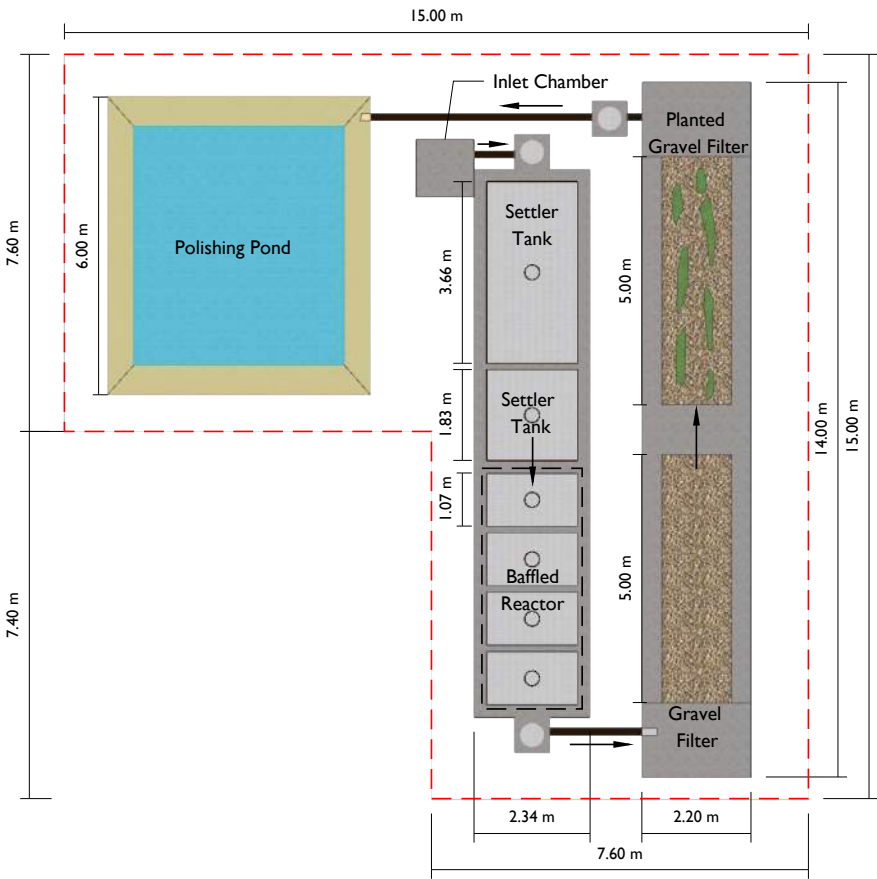 15.00 m
Inlet Chamber
Planted
Gravel Filter
7.60 m
6.00 m
Polishing Pond
3.66 m
Settler
Tank
5.00 m
1.83 m
Settler
Tank
14.00 m
15.00 m
1.07 m
Baffled
Reactor
5.00 m
7.40 m
Gravel
Filter
2.34 m
2.20 m
7.60 m